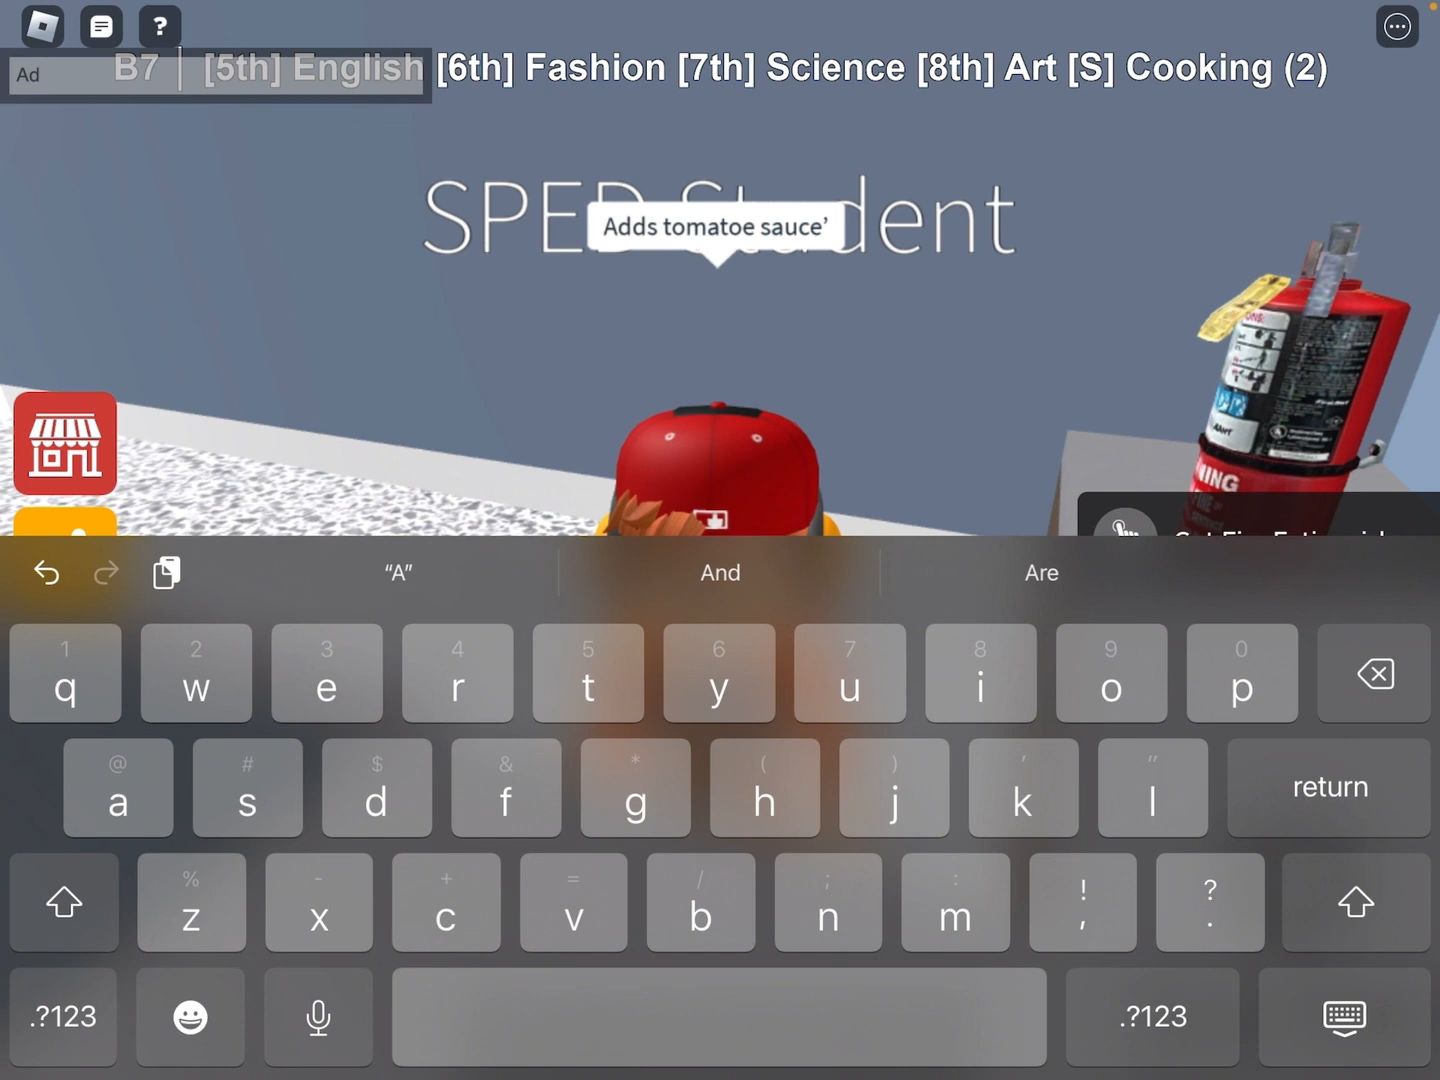 B7 | [5th] English [6th] Fashion [7th] Science [8th] Art [S] Cooking (2)
Ad
SPED Student
Adds tomatoe sauce’
“A”
And
Are
1 2 3 4 5 6 7 8 9 0
q w e r t y u i o p
@ # $ & * ( ) ' "
a s d f g h j k l return
% - + = / ; : ! ?
z x c v b n m , .
.?123 .?123